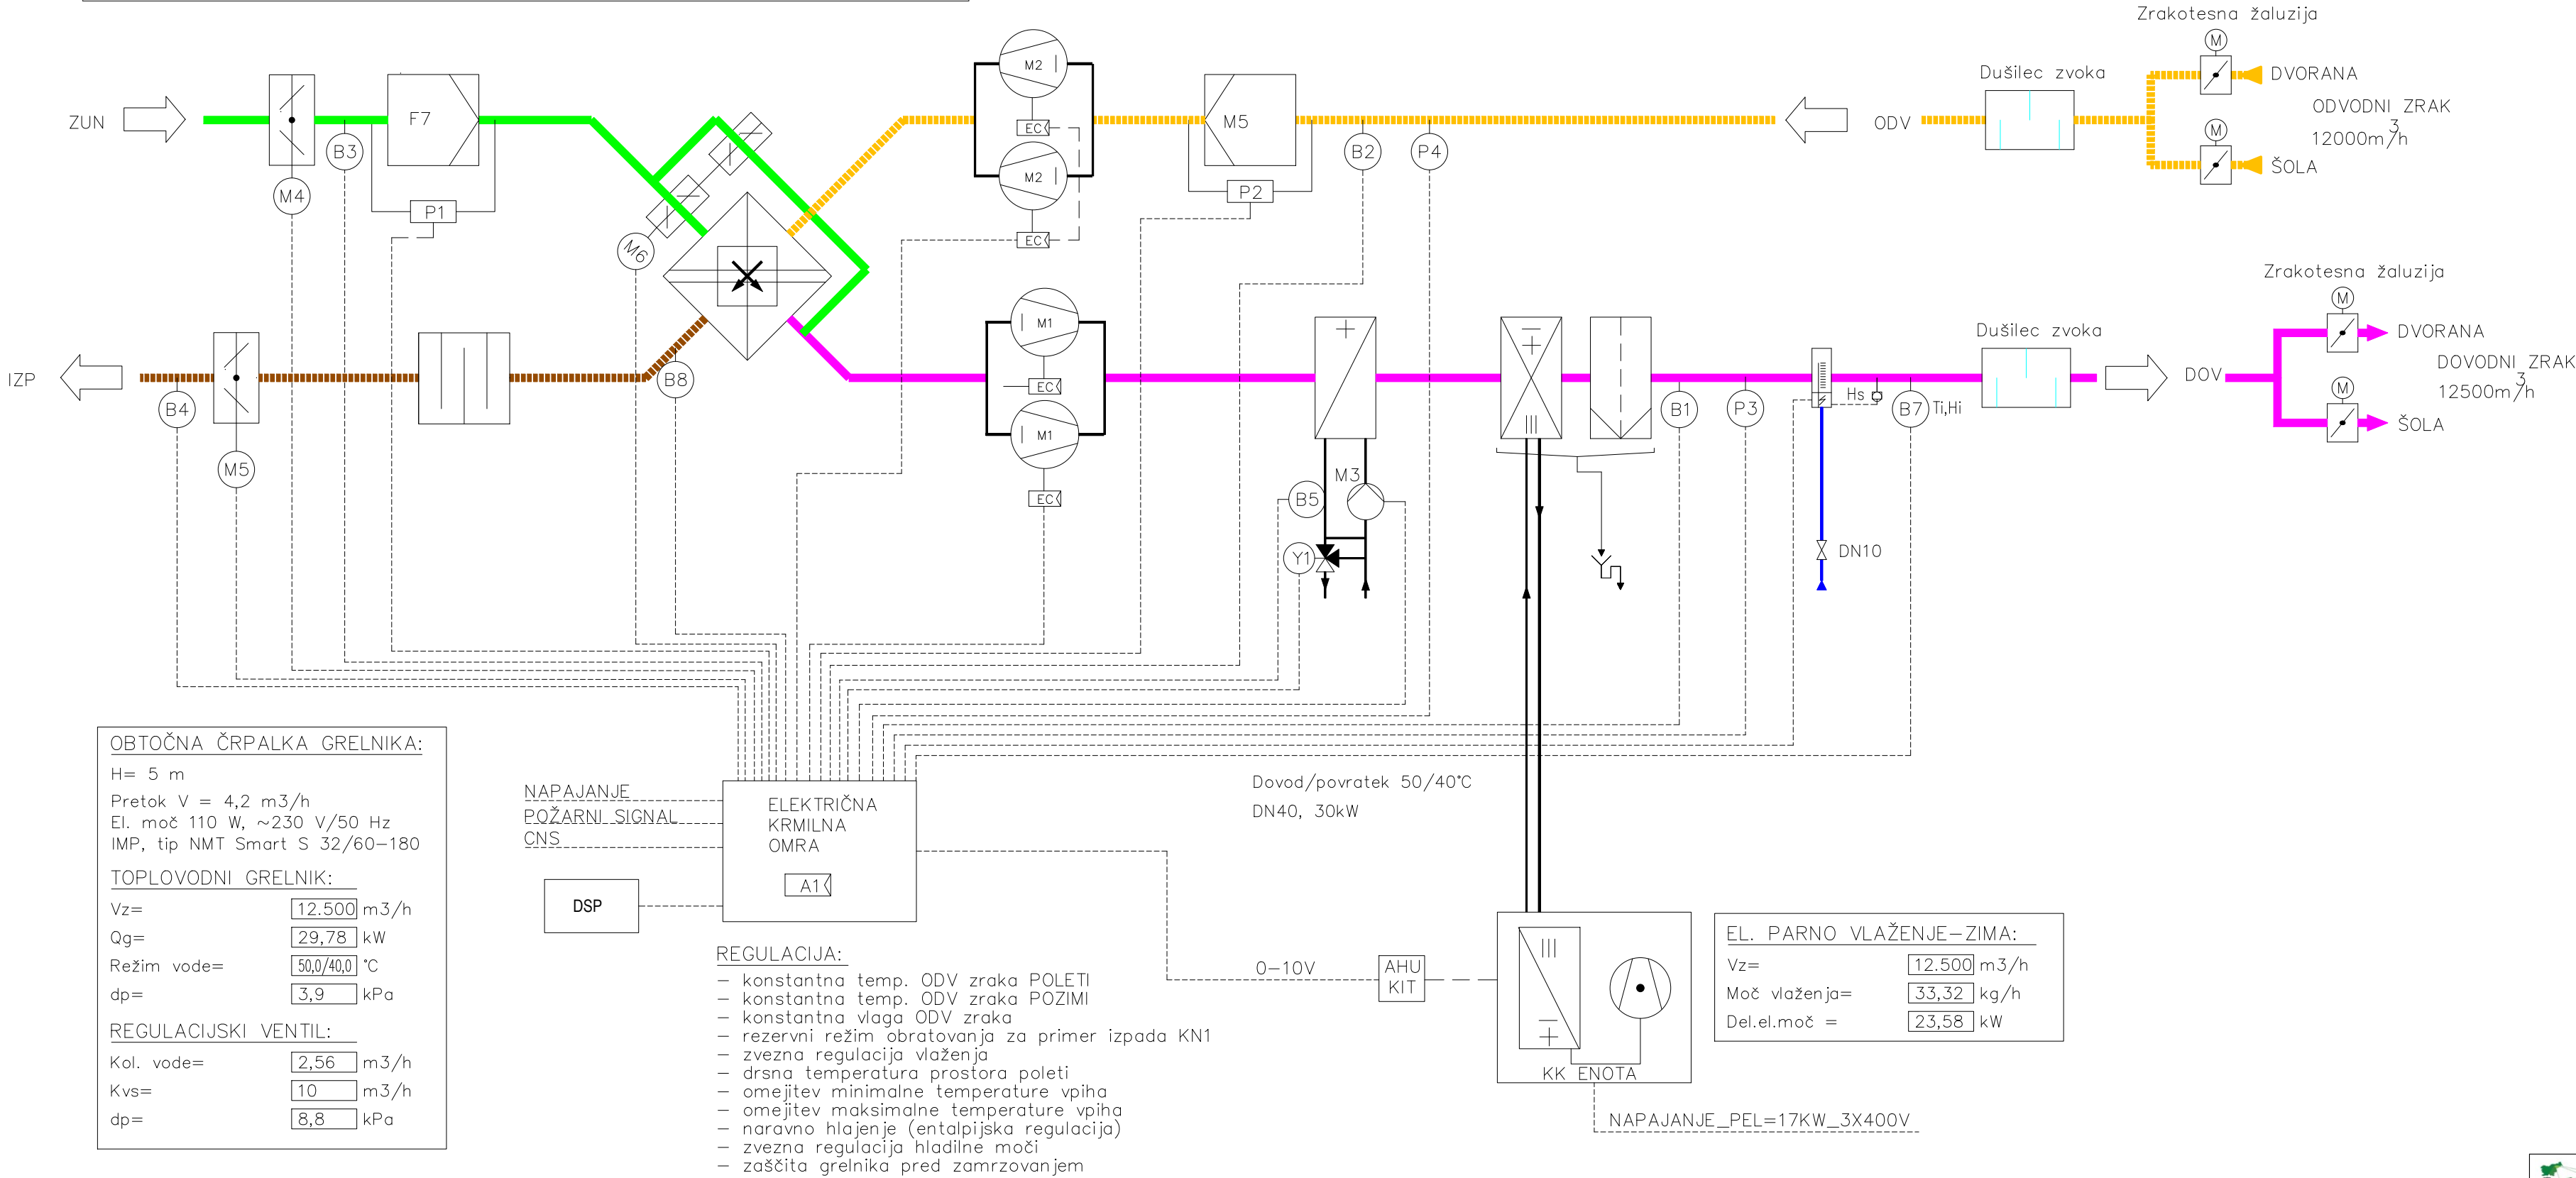 Zrakotesna žaluzija
M
Dušilec zvoka
DVORANA
ODVODNI ZRAK
12000m3/h
M
ŠOLA
ODV
ZUN
M4
B3
F7
P1
M6
M2
EC
M2
EC
M5
P2
B2
P4
IZP
B4
M5
B8
M1
EC
M1
EC
M3
B5
Y1
B1
P3
Hs
B7
Ti,Hi
DN10
Dušilec zvoka
DOV
Zrakotesna žaluzija
M
DVORANA
DOVODNI ZRAK
12500m3/h
M
ŠOLA
OBTOČNA ČRPALKA GRELNIKA:
H= 5 m
Pretok V = 4,2 m3/h
El. moč 110 W, ~230 V/50 Hz
IMP, tip NMT Smart S 32/60-180
TOPLOVODNI GRELNIK:
Vz= 12.500 m3/h
Qg= 29,78 kW
Režim vode= 50,0/40,0 °C
dp= 3,9 kPa
REGULACIJSKI VENTIL:
Kol. vode= 2,56 m3/h
Kvs= 10 m3/h
dp= 8,8 kPa
NAPAJANJE
POŽARNI SIGNAL
CNS
DSP
ELEKTRIČNA
KRMILNA
OMRA
A1
REGULACIJA:
- konstantna temp. ODV zraka POLETI
- konstantna temp. ODV zraka POZIMI
- konstantna vlaga ODV zraka
- rezervni režim obratovanja za primer izpada KN1
- zvezna regulacija vlaženja
- drsna temperatura prostora poleti
- omejitev minimalne temperature vpiha
- omejitev maksimalne temperature vpiha
- naravno hlajenje (entalpijska regulacija)
- zvezna regulacija hladilne moči
- zaščita grelnika pred zamrzovanjem
Dovod/povratek 50/40°C
DN40, 30kW
0-10V
AHU
KIT
KK ENOTA
NAPAJANJE_PEL=17KW_3X400V
EL. PARNO VLAŽENJE-ZIMA:
Vz= 12.500 m3/h
Moč vlaženja= 33,32 kg/h
Del.el.moč = 23,58 kW